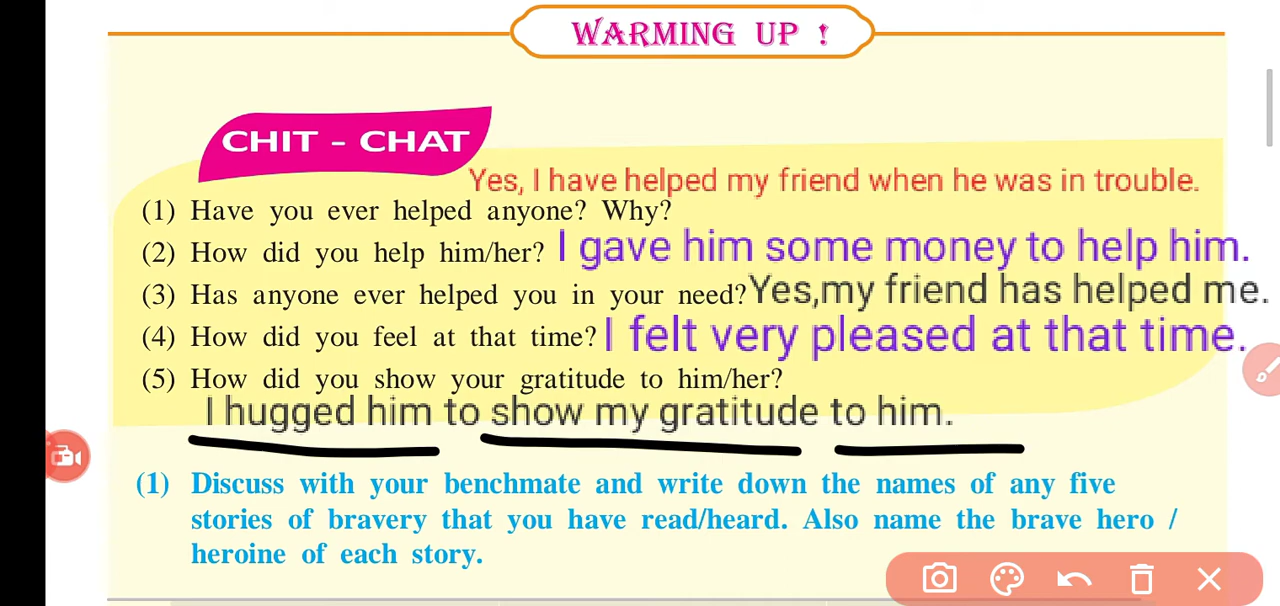 WARMING UP !
CHIT - CHAT
Yes, I have helped my friend when he was in trouble.
(1) Have you ever helped anyone? Why?
(2) How did you help him/her? I gave him some money to help him.
(3) Has anyone ever helped you in your need? Yes,my friend has helped me.
(4) How did you feel at that time? I felt very pleased at that time.
(5) How did you show your gratitude to him/her?
I hugged him to show my gratitude to him.
(1) Discuss with your benchmate and write down the names of any five
stories of bravery that you have read/heard. Also name the brave hero /
heroine of each story.